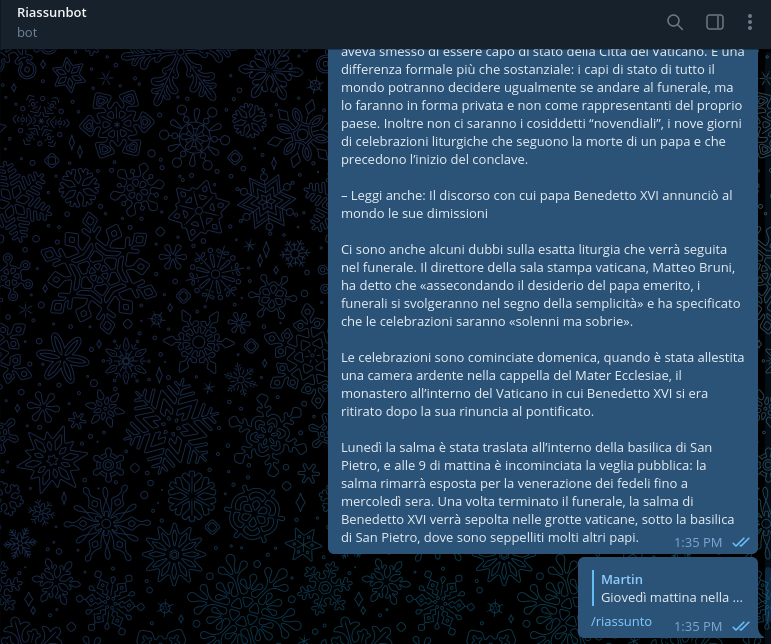 Riassunbot
bot
aveva smesso di essere capo di stato della Città del Vaticano. È una
differenza formale più che sostanziale: i capi di stato di tutto il
mondo potranno decidere ugualmente se andare al funerale, ma
lo faranno in forma privata e non come rappresentanti del proprio
paese. Inoltre non ci saranno i cosiddetti “novendiali”, i nove giorni
di celebrazioni liturgiche che seguono la morte di un papa e che
precedono l’inizio del conclave.
– Leggi anche: Il discorso con cui papa Benedetto XVI annunciò al
mondo le sue dimissioni
Ci sono anche alcuni dubbi sulla esatta liturgia che verrà seguita
nel funerale. Il direttore della sala stampa vaticana, Matteo Bruni,
ha detto che «assecondando il desiderio del papa emerito, i
funerali si svolgeranno nel segno della semplicità» e ha specificato
che le celebrazioni saranno «solenni ma sobrie».
Le celebrazioni sono cominciate domenica, quando è stata allestita
una camera ardente nella cappella del Mater Ecclesiae, il
monastero all’interno del Vaticano in cui Benedetto XVI si era
ritirato dopo la sua rinuncia al pontificato.
Lunedì la salma è stata traslata all’interno della basilica di San
Pietro, e alle 9 di mattina è incominciata la veglia pubblica: la
salma rimarrà esposta per la venerazione dei fedeli fino a
mercoledì sera. Una volta terminato il funerale, la salma di
Benedetto XVI verrà sepolta nelle grotte vaticane, sotto la basilica
di San Pietro, dove sono seppelliti molti altri papi.
1:35 PM
Martin
Giovedì mattina nella ...
/riassunto
1:35 PM